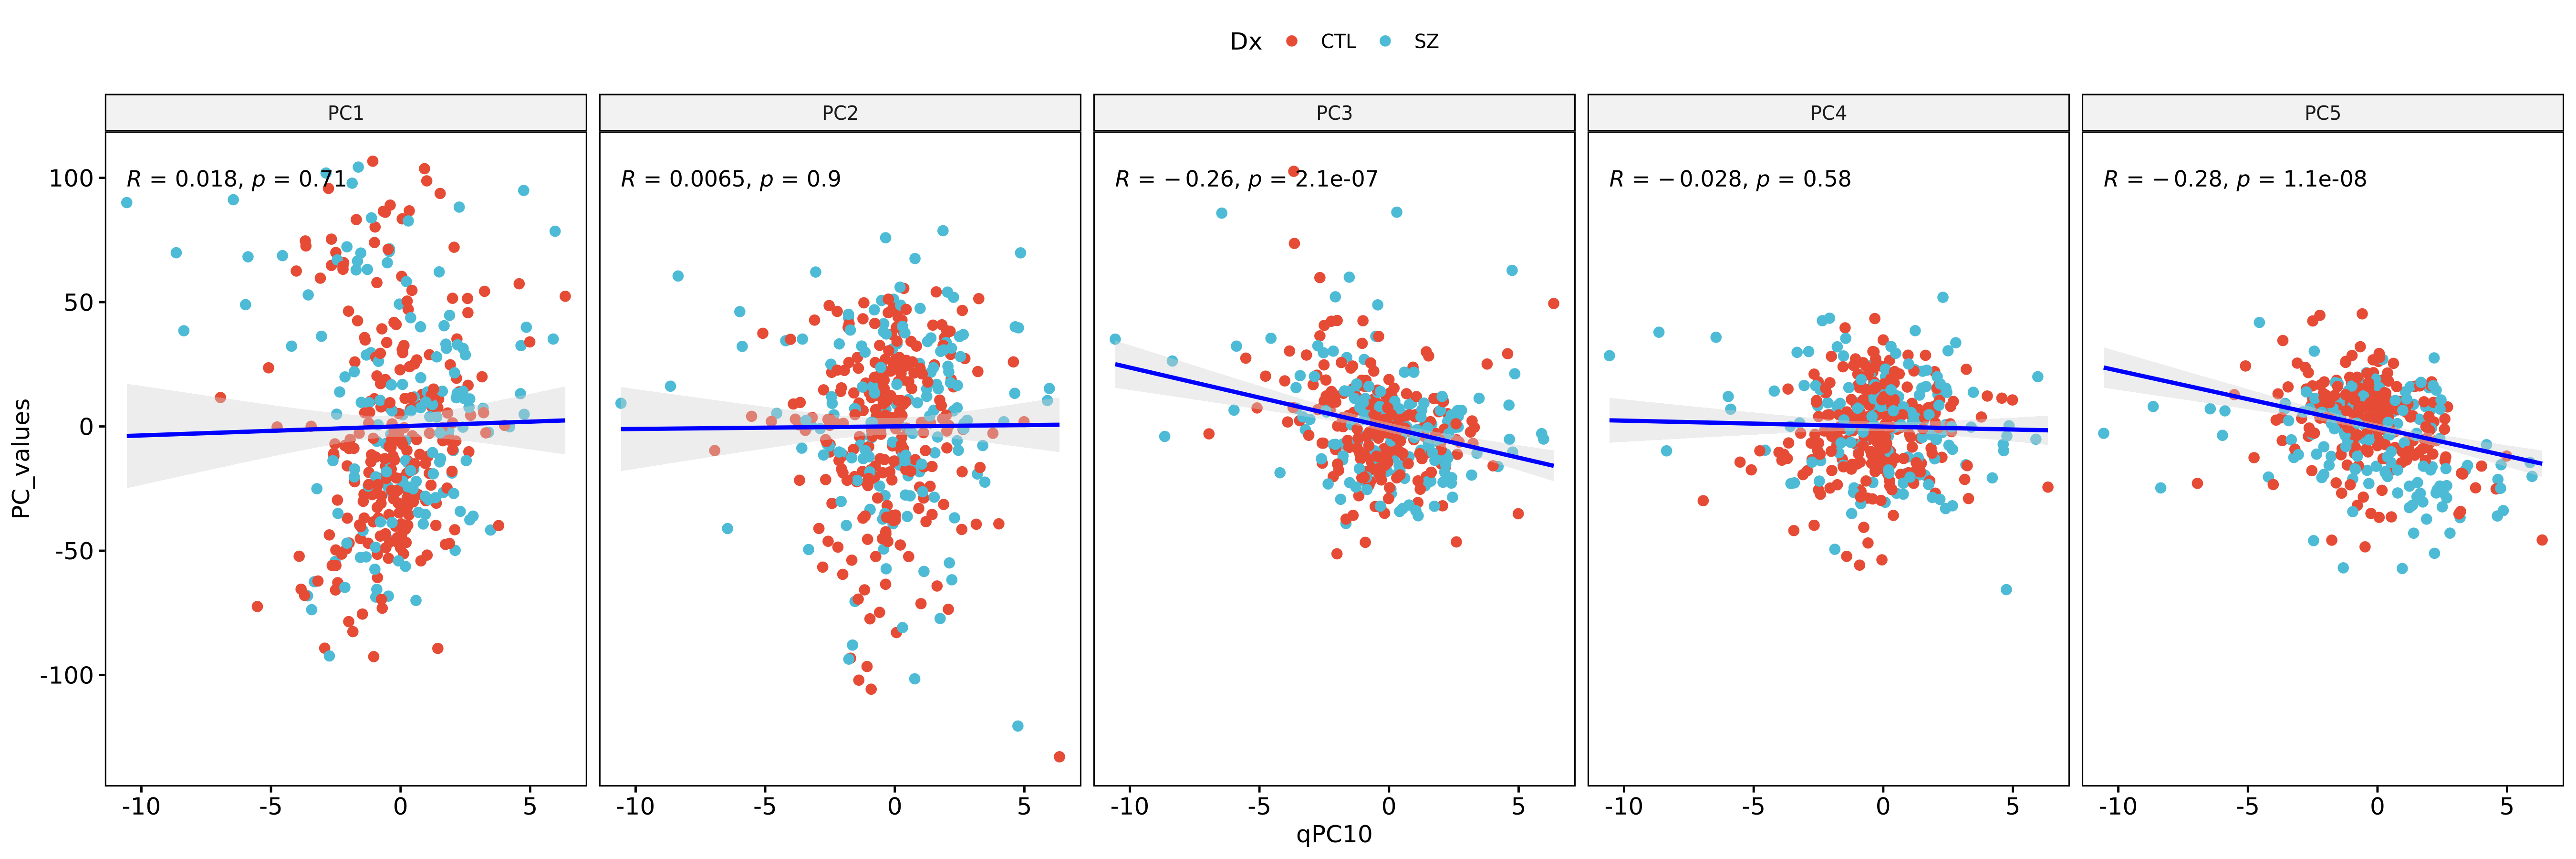 Dx CTL SZ
PC1 PC2 PC3 PC4 PC5
R = 0.018, p = 0.71
R = 0.0065, p = 0.9
R = −0.26, p = 2.1e-07
R = −0.028, p = 0.58
R = −0.28, p = 1.1e-08
100
50
0
-50
-100
PC_values
-10 -5 0 5 -10 -5 0 5 -10 -5 0 5 -10 -5 0 5 -10 -5 0 5
qPC10